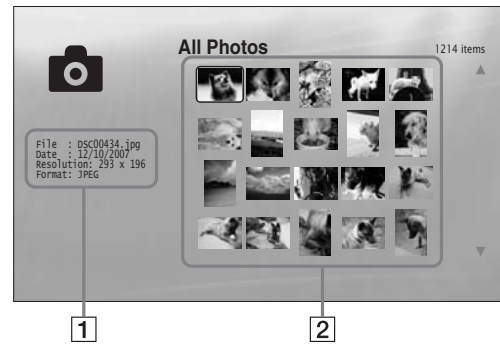 All Photos
1214 items
File : DSC00434.jpg
Date : 12/10/2007
Resolution: 293 x 196
Format: JPEG
1
2